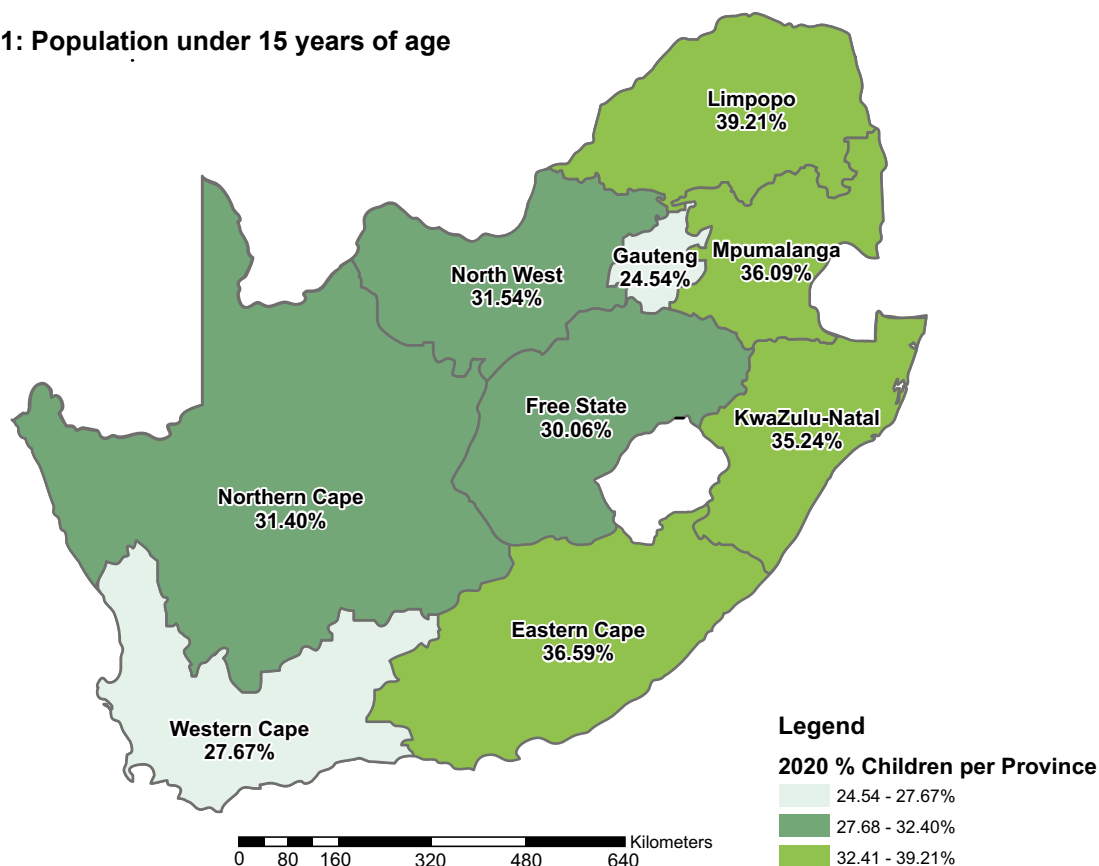 1: Population under 15 years of age
Limpopo
39.21%
Gauteng
24.54%
Mpumalanga
36.09%
North West
31.54%
Free State
30.06%
KwaZulu-Natal
35.24%
Northern Cape
31.40%
Eastern Cape
36.59%
Western Cape
27.67%
Legend
2020 % Children per Province
24.54 - 27.67%
27.68 - 32.40%
32.41 - 39.21%
Kilometers
0 80 160 320 480 640